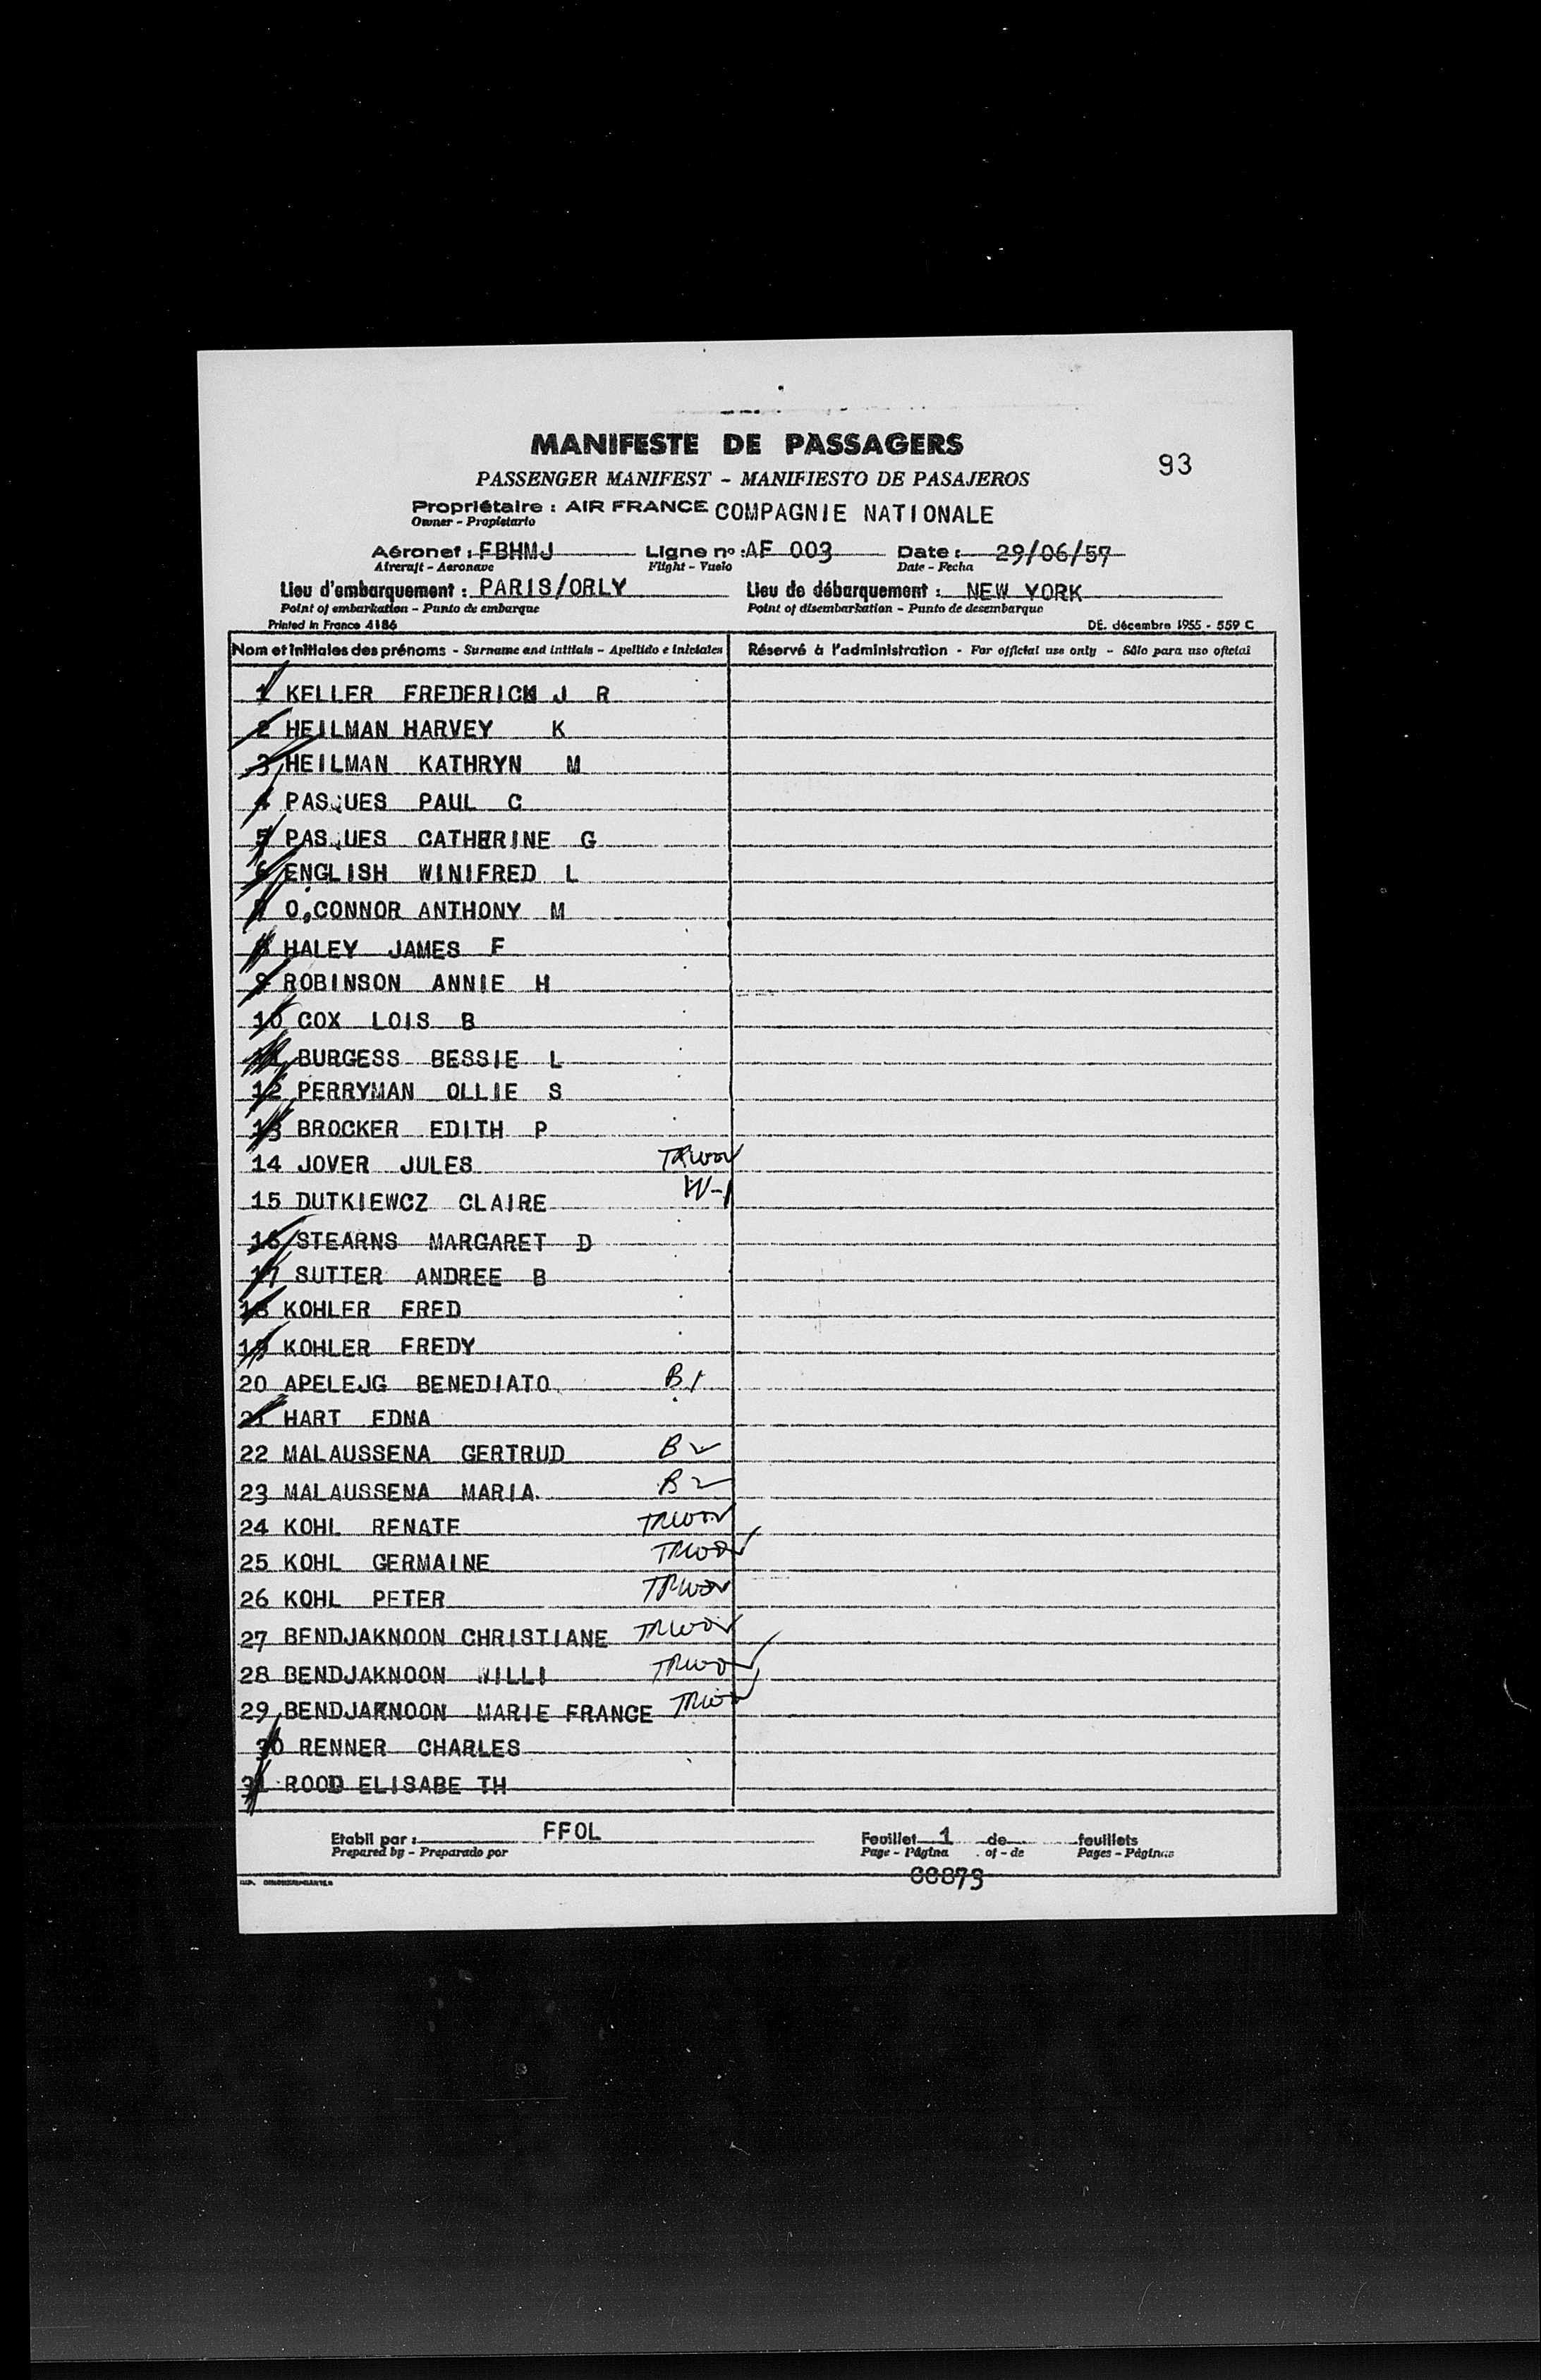 MANIFESTE DE PASSAGERS
93
PASSENGER MANIFEST - MANIFIESTO DE PASAJEROS
Propriétaire : AIR FRANCE COMPAGNIE NATIONALE
Owner - Propietario
Aéronef : FBHMJ Ligne nº : AF 003 Date : 29/06/57
Aircraft - Aeronave Flight - Vuelo Date - Fecha
Lieu d'embarquement : PARIS/ORLY Lieu de débarquement : NEW YORK
Point of embarkation - Punto de embarque Point of disembarkation - Punto de desembarque
Printed in France 4186 DE. décembre 1955 - 559 C
Nom et initiales des prénoms - Surname and initials - Apellido e iniciales Réservé à l'administration - For official use only - Sólo para uso oficial
1 KELLER FREDERICK J R
2 HEILMAN HARVEY K
3 HEILMAN KATHRYN M
4 PASQUES PAUL C
5 PASQUES CATHERINE G
6 ENGLISH WINIFRED L
7 O,CONNOR ANTHONY M
8 HALEY JAMES F
9 ROBINSON ANNIE H
10 COX LOIS B
11 BURGESS BESSIE L
12 PERRYMAN OLLIE S
13 BROCKER EDITH P
14 JOVER JULES TRWOV
15 DUTKIEWCZ CLAIRE W-1
16 STEARNS MARGARET D
17 SUTTER ANDREE B
18 KOHLER FRED
19 KOHLER FREDY
20 APELEJG BENEDIATO B1
21 HART EDNA
22 MALAUSSENA GERTRUD B2
23 MALAUSSENA MARIA B2
24 KOHL RENATE TRWOV
25 KOHL GERMAINE TRWOV
26 KOHL PETER TRWOV
27 BENDJAKNOON CHRISTIANE TRWOV
28 BENDJAKNOON WILLI TRWOV
29 BENDJAKNOON MARIE FRANCE TRWOV
30 RENNER CHARLES
31 ROOD ELISABE TH
Etabli par : FFOL Feuillet 1 de feuillets
Prepared by - Preparado por Page - Página of - de Pages - Páginas
00873